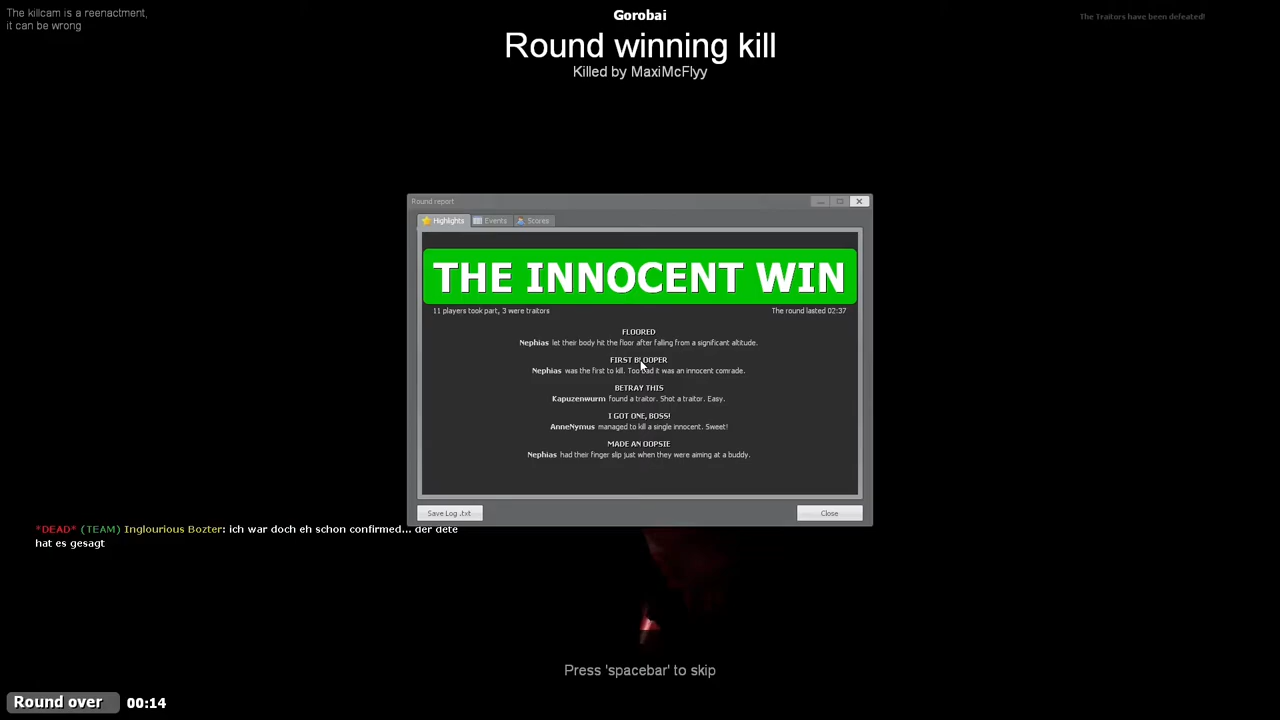 The killcam is a reenactment,
it can be wrong
Gorobai
Round winning kill
Killed by MaxiMcFlyy
The Traitors have been defeated!
Round report
Highlights Events Scores
THE INNOCENT WIN
11 players took part, 3 were traitors The round lasted 02:37
FLOORED
Nephias let their body hit the floor after falling from a significant altitude.
FIRST BLOOPER
Nephias was the first to kill. Too bad it was an innocent comrade.
BETRAY THIS
Kapuzenwurm found a traitor. Shot a traitor. Easy.
I GOT ONE, BOSS!
AnneNymus managed to kill a single innocent. Sweet!
MADE AN OOPSIE
Nephias had their finger slip just when they were aiming at a buddy.
Save Log .txt Close
*DEAD* (TEAM) Inglourious Bozter: ich war doch eh schon confirmed... der dete
hat es gesagt
Press 'spacebar' to skip
Round over 00:14